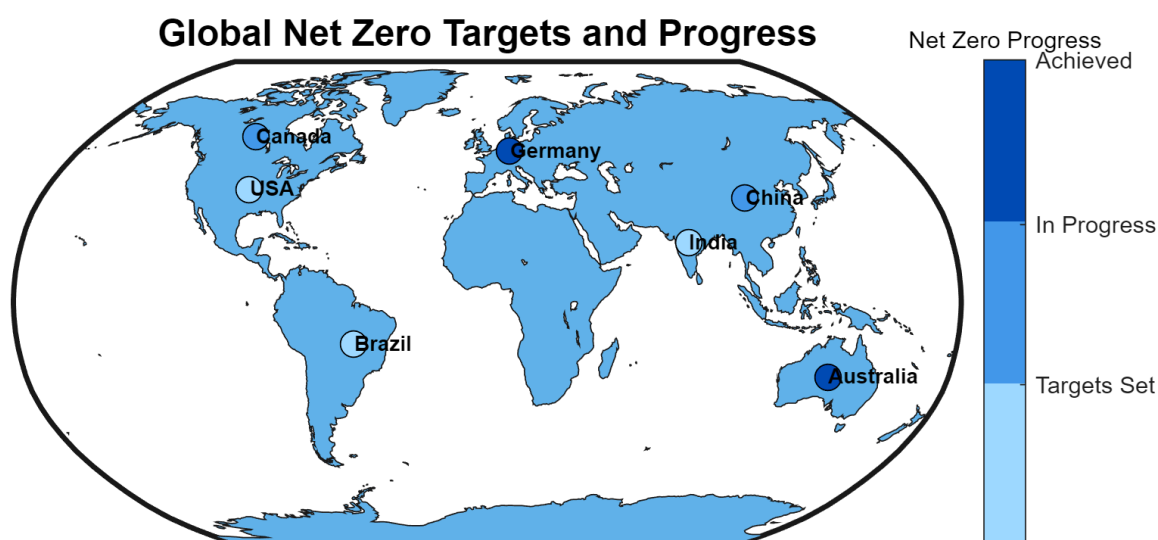 Global Net Zero Targets and Progress
Net Zero Progress
Achieved
Canada
Germany
USA
China
In Progress
India
Brazil
Australia
Targets Set